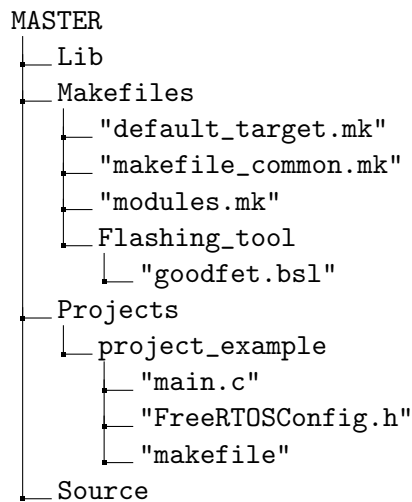 MASTER
Lib
Makefiles
"default_target.mk"
"makefile_common.mk"
"modules.mk"
Flashing_tool
"goodfet.bsl"
Projects
project_example
"main.c"
"FreeRTOSConfig.h"
"makefile"
Source